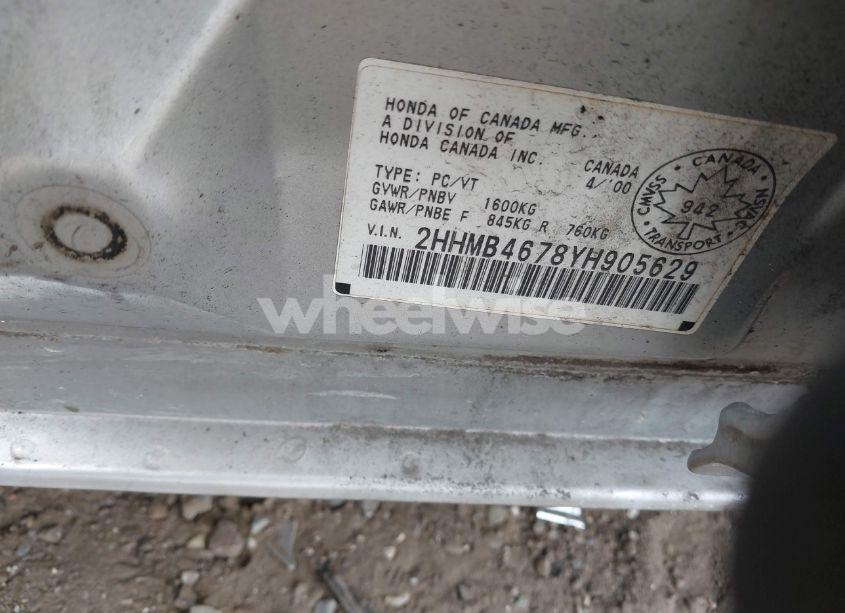 HONDA OF CANADA MFG.
A DIVISION OF
HONDA CANADA INC.
CANADA
4/'00
TYPE: PC/VT
GVWR/PNBV 1600KG
GAWR/PNBE F 845KG R 760KG
V.I.N. 2HHMB4678YH905629
CANADA
CMVSS
NSVAC
942
TRANSPORT
wheelwise